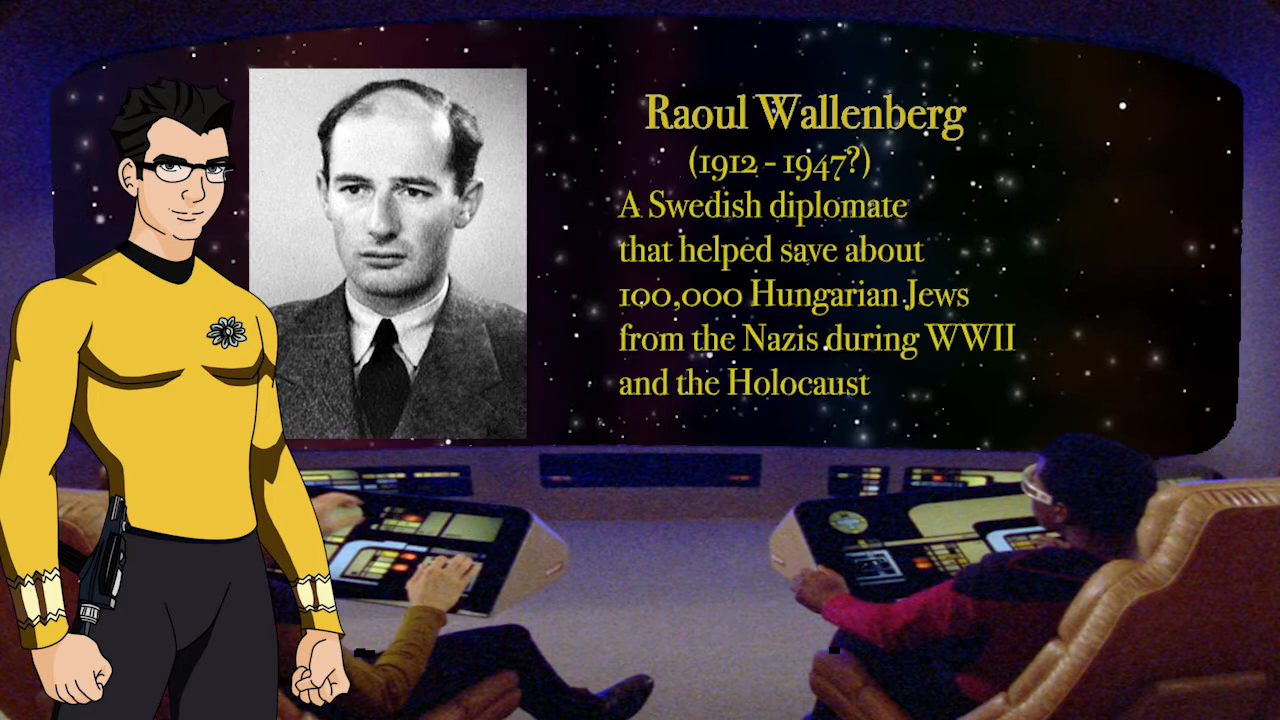 Raoul Wallenberg
(1912 - 1947?)
A Swedish diplomate
that helped save about
100,000 Hungarian Jews
from the Nazis during WWII
and the Holocaust